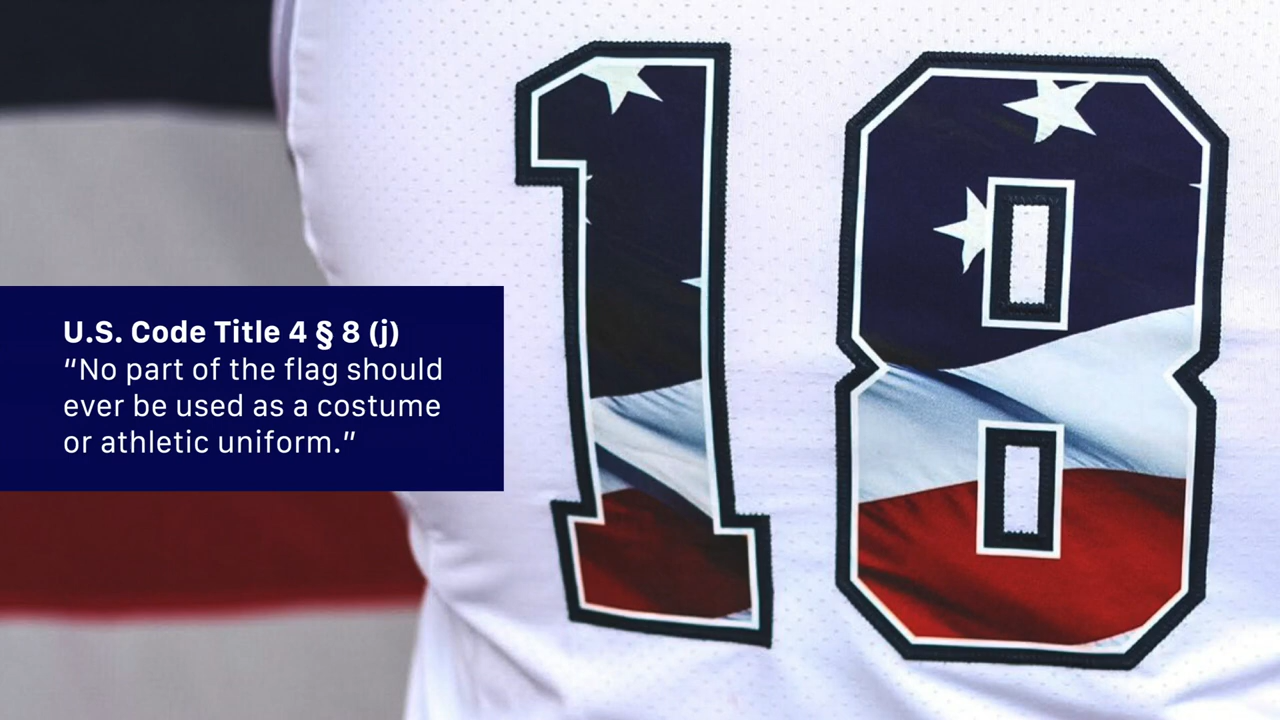 U.S. Code Title 4 § 8 (j)
“No part of the flag should
ever be used as a costume
or athletic uniform.”
18